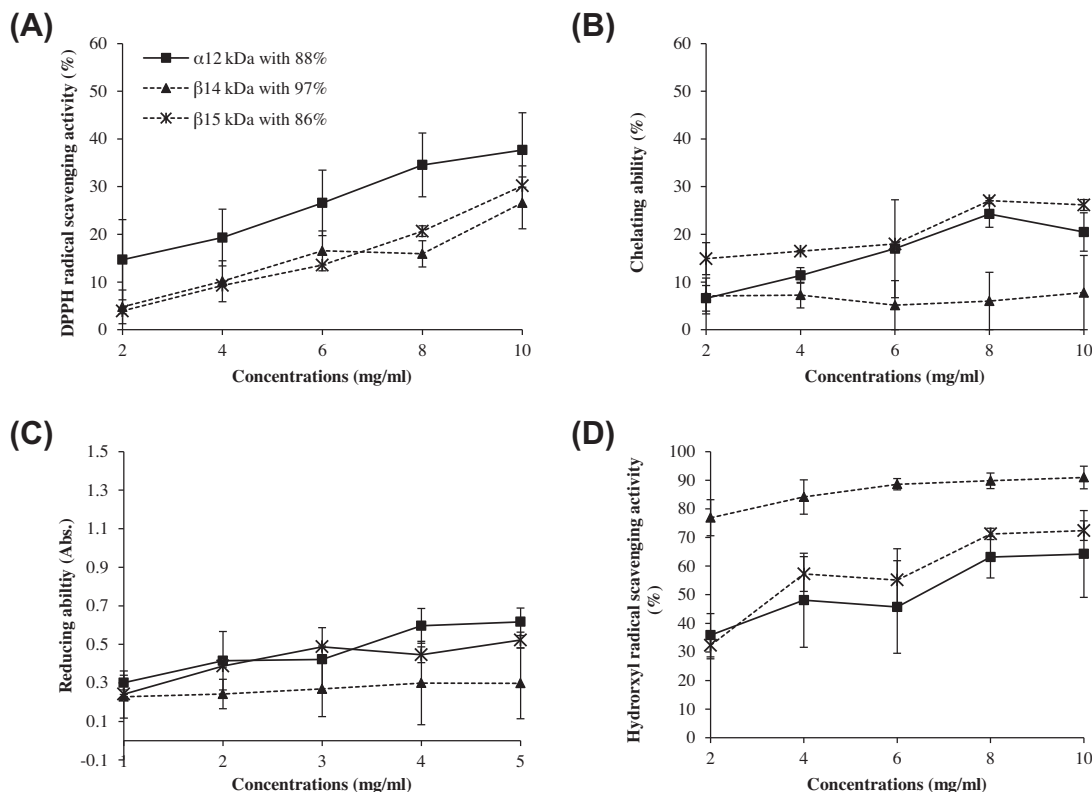 (A)
60
50
40
30
20
10
0
DPPH radical scavenging activity (%)
α12 kDa with 88%
β14 kDa with 97%
β15 kDa with 86%
2 4 6 8 10
Concentrations (mg/ml)
(B)
60
50
40
30
20
10
0
Chelating ability (%)
2 4 6 8 10
Concentrations (mg/ml)
(C)
1.5
1.3
1.1
0.9
0.7
0.5
0.3
0.1
-0.1
Reducing abiltiy (Abs.)
1 2 3 4 5
Concentrations (mg/ml)
(D)
100
90
80
70
60
50
40
30
20
10
0
Hydrorxyl radical scavenging activity
(%)
2 4 6 8 10
Concentrations (mg/ml)